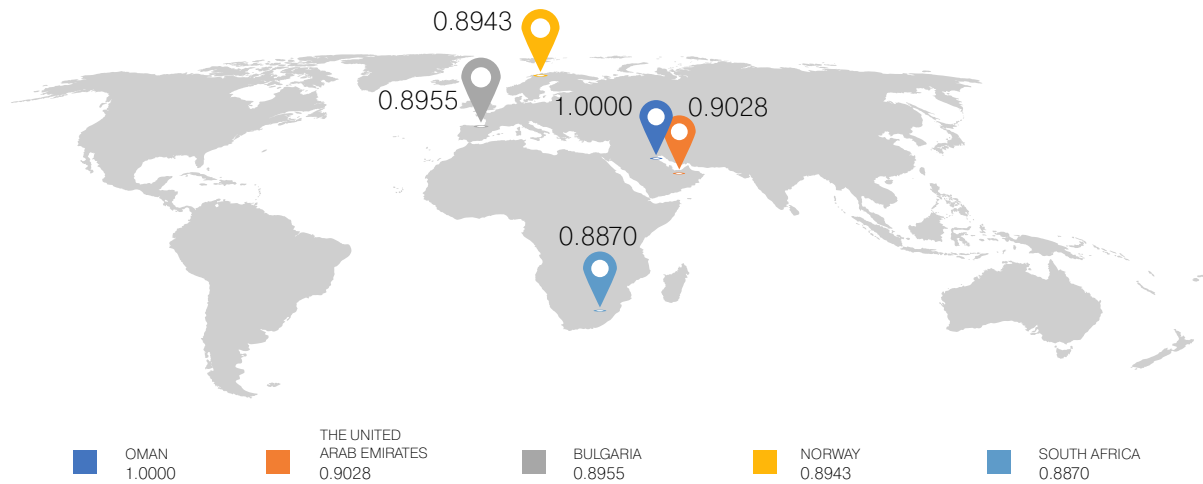 0.8943
0.8955
1.0000
0.9028
0.8870
OMAN
1.0000
THE UNITED
ARAB EMIRATES
0.9028
BULGARIA
0.8955
NORWAY
0.8943
SOUTH AFRICA
0.8870